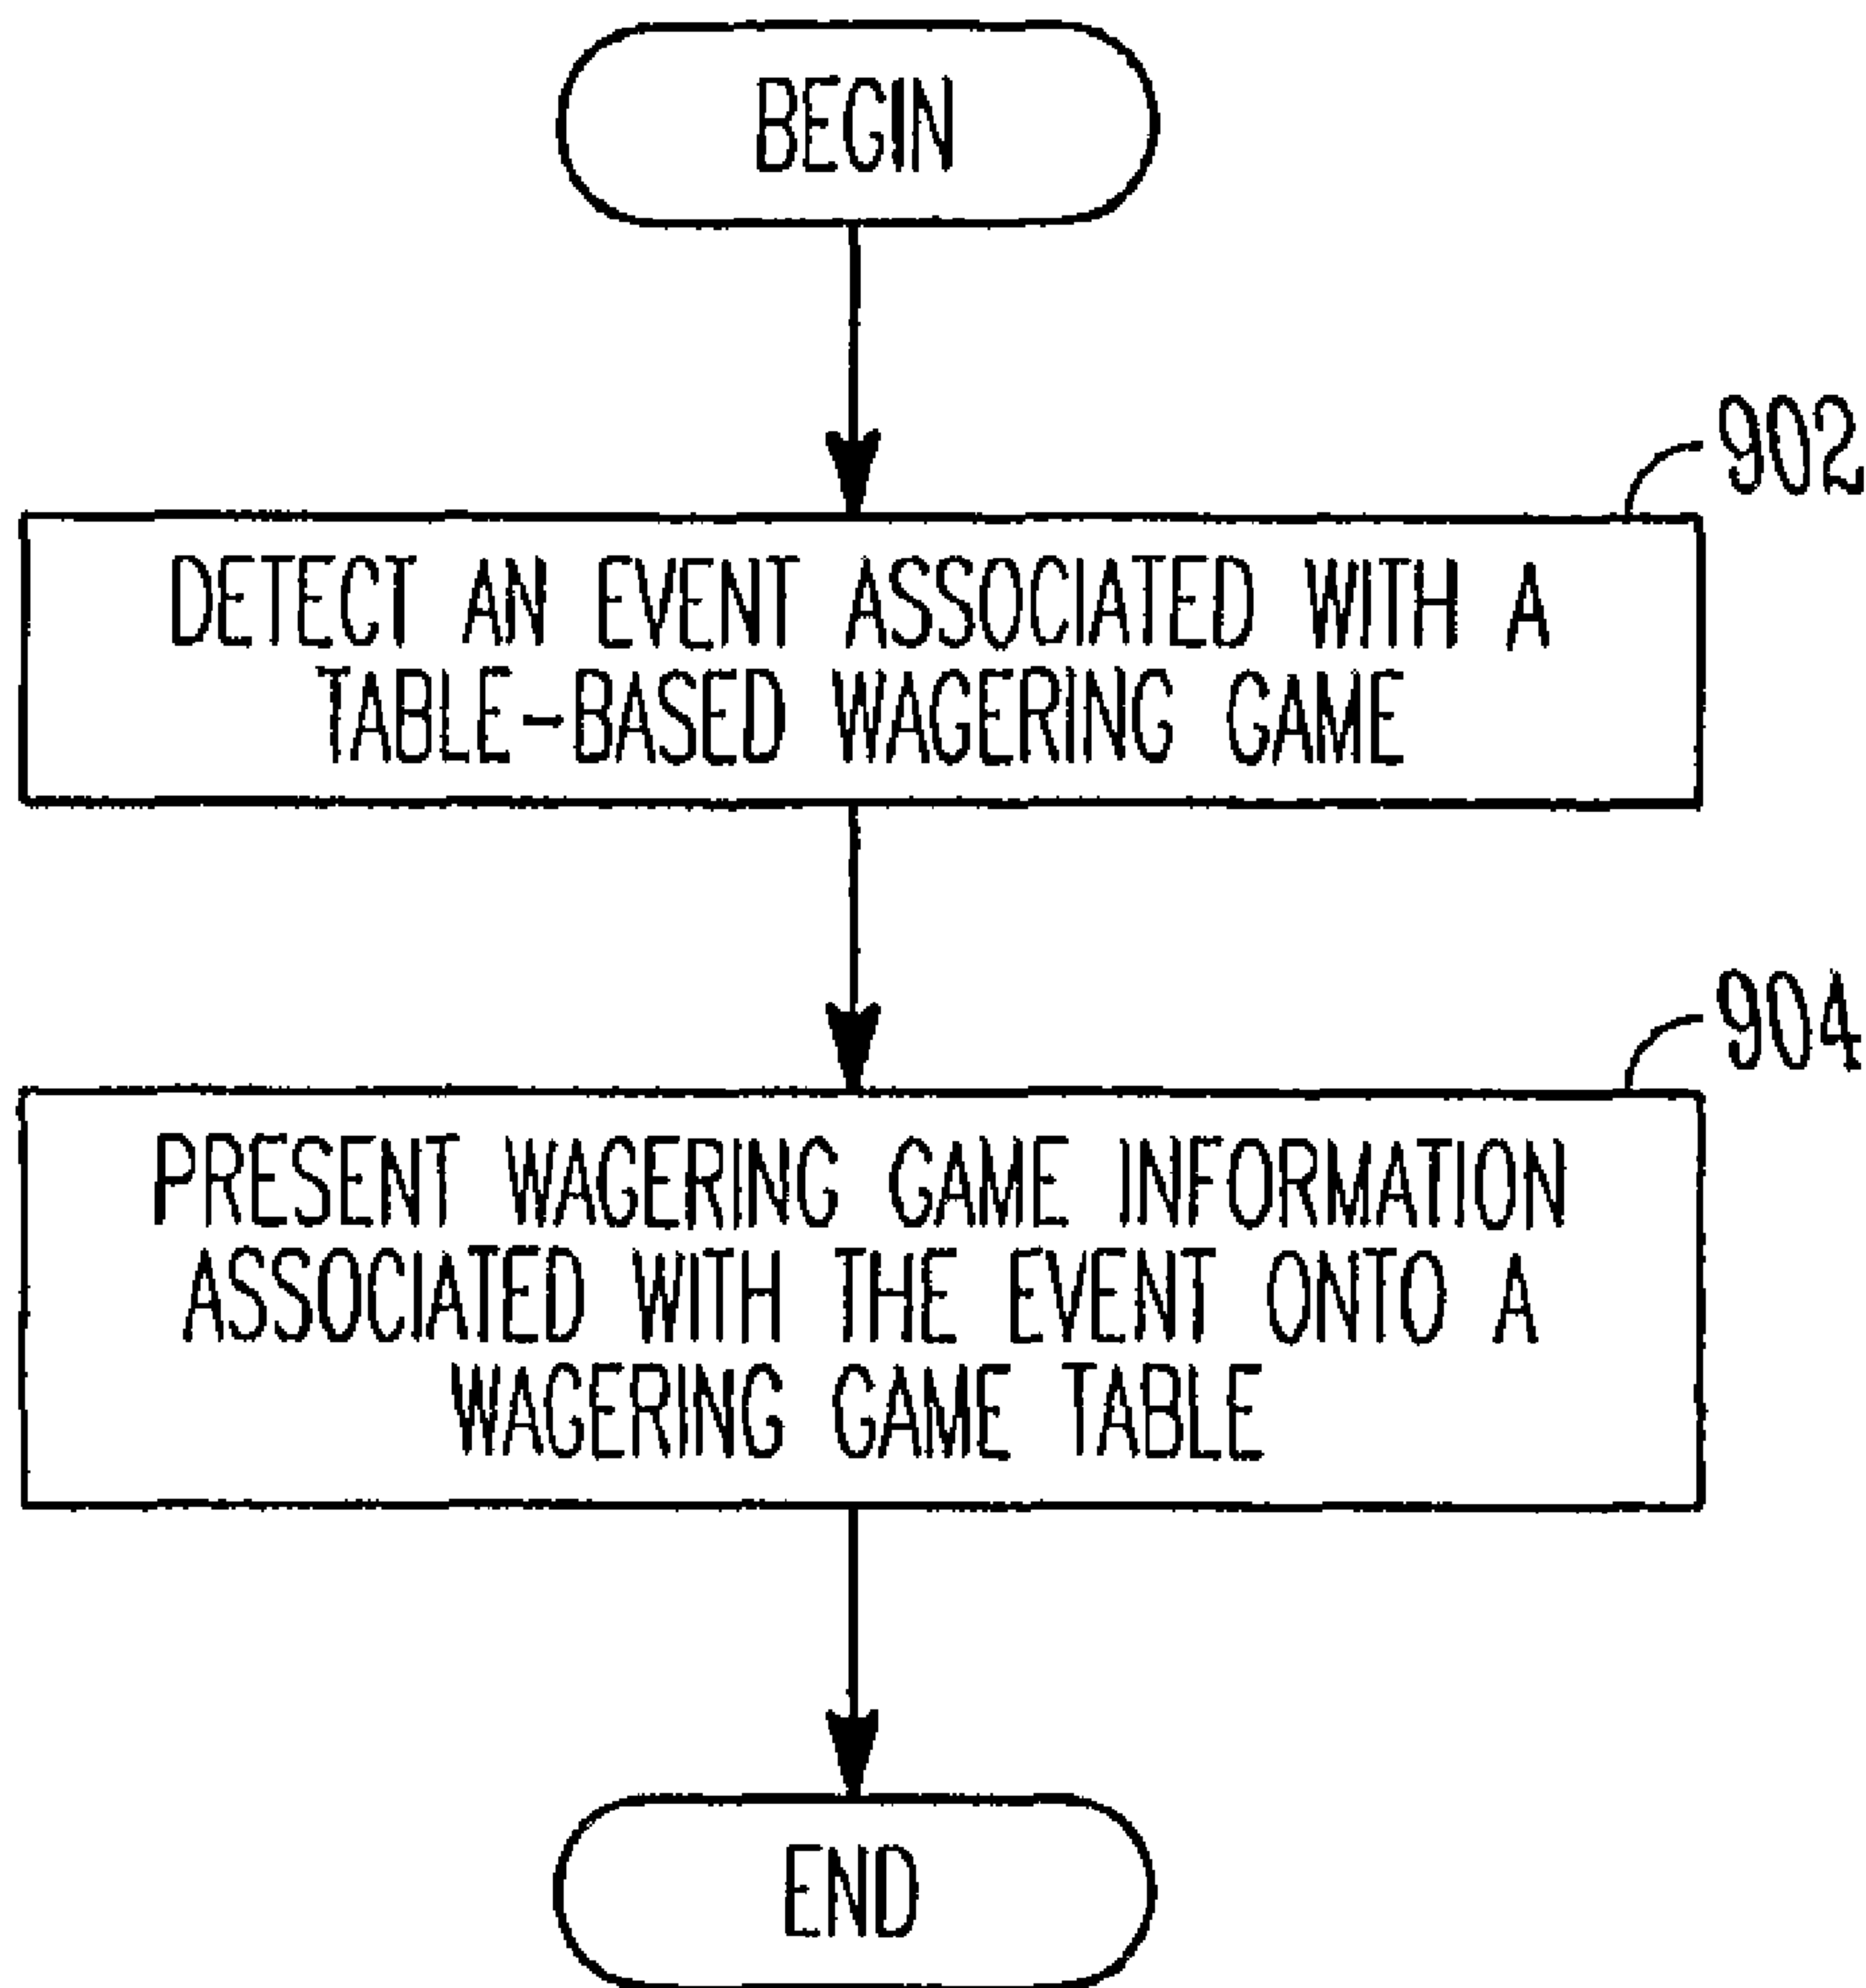 BEGIN
902
DETECT AN EVENT ASSOCIATED WITH A
TABLE-BASED WAGERING GAME
904
PRESENT WAGERING GAME INFORMATION
ASSOCIATED WITH THE EVENT ONTO A
WAGERING GAME TABLE
END